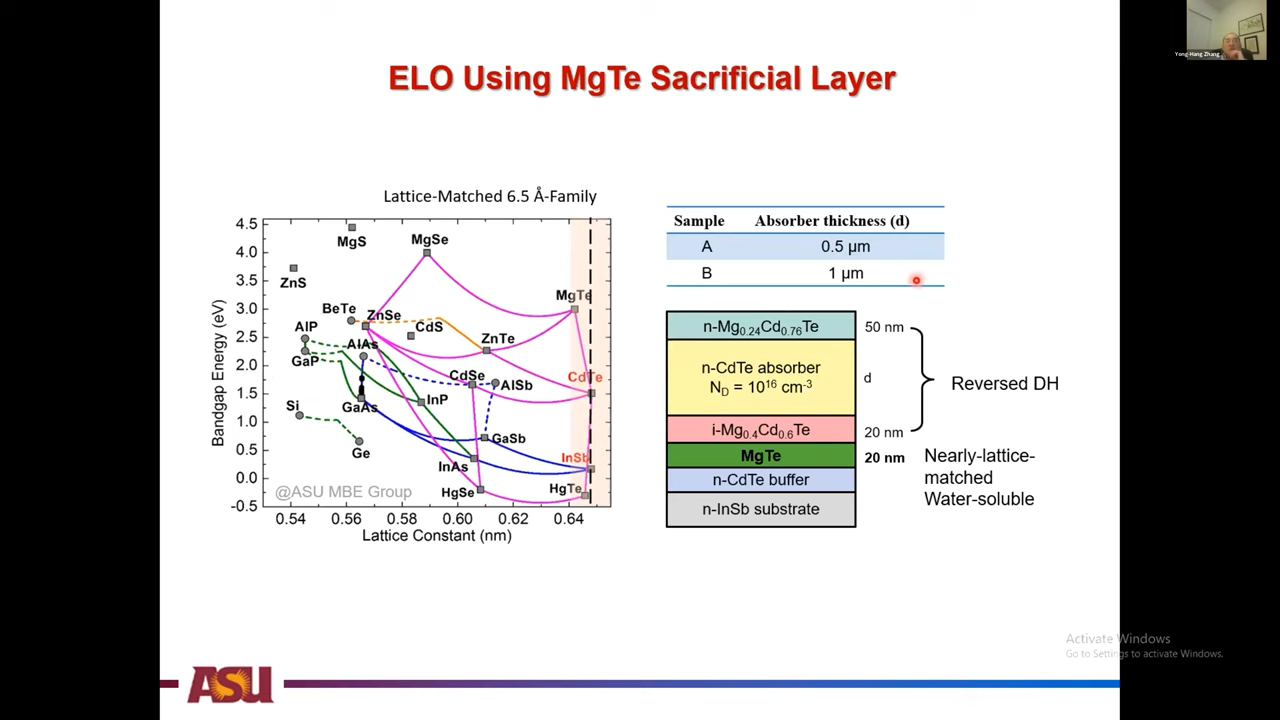 Yong-Hang Zhang
ELO Using MgTe Sacrificial Layer
Lattice-Matched 6.5 Å-Family
4.5
4.0
3.5
3.0
2.5
2.0
1.5
1.0
0.5
0.0
-0.5
Bandgap Energy (eV)
MgS
MgSe
ZnS
MgTe
BeTe
ZnSe
CdS
AlP
AlAs
ZnTe
GaP
CdSe
AlSb
CdTe
Si
GaAs
InP
GaSb
Ge
InAs
InSb
HgSe
HgTe
@ASU MBE Group
0.54
0.56
0.58
0.60
0.62
0.64
Lattice Constant (nm)
Sample Absorber thickness (d)
A 0.5 µm
B 1 µm
n-Mg₀.₂₄Cd₀.₇₆Te 50 nm
n-CdTe absorber
N_D = 10¹⁶ cm⁻³
d
Reversed DH
i-Mg₀.₄Cd₀.₆Te 20 nm
MgTe 20 nm
n-CdTe buffer
n-InSb substrate
Nearly-lattice-
matched
Water-soluble
Activate Windows
Go to Settings to activate Windows.
ASU